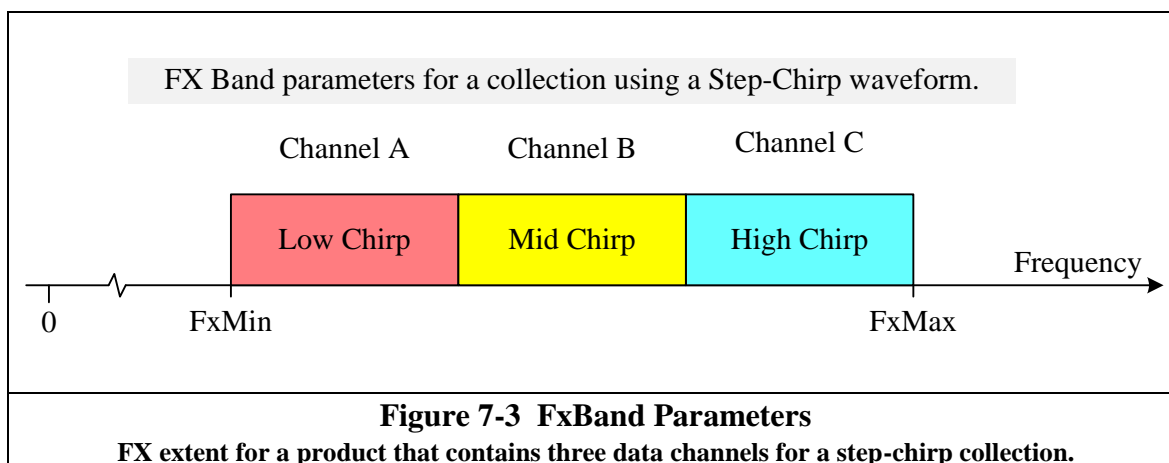 FX Band parameters for a collection using a Step-Chirp waveform.
Channel A
Channel B
Channel C
Low Chirp
Mid Chirp
High Chirp
Frequency
0
FxMin
FxMax
Figure 7-3 FxBand Parameters
FX extent for a product that contains three data channels for a step-chirp collection.